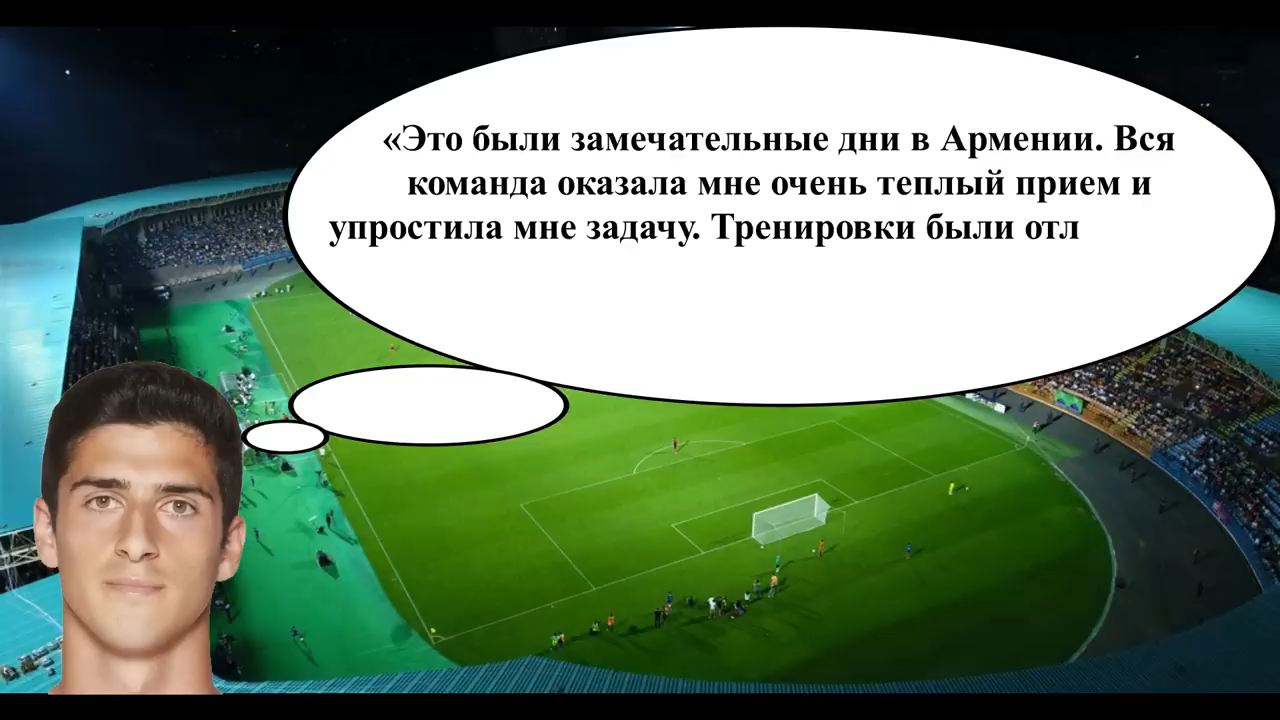 «Это были замечательные дни в Армении. Вся
команда оказала мне очень теплый прием и
упростила мне задачу. Тренировки были отл